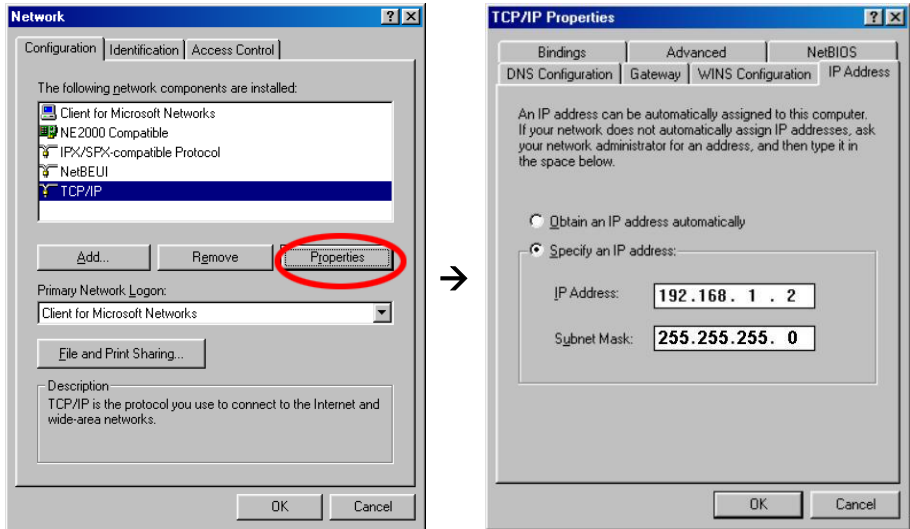 Network
Configuration Identification Access Control
The following network components are installed:
Client for Microsoft Networks
NE2000 Compatible
IPX/SPX-compatible Protocol
NetBEUI
TCP/IP
Add... Remove Properties
Primary Network Logon:
Client for Microsoft Networks
File and Print Sharing...
Description
TCP/IP is the protocol you use to connect to the Internet and
wide-area networks.
OK Cancel
→
TCP/IP Properties
Bindings Advanced NetBIOS
DNS Configuration Gateway WINS Configuration IP Address
An IP address can be automatically assigned to this computer.
If your network does not automatically assign IP addresses, ask
your network administrator for an address, and then type it in
the space below.
Obtain an IP address automatically
Specify an IP address:
IP Address: 192.168. 1 . 2
Subnet Mask: 255.255.255. 0
OK Cancel